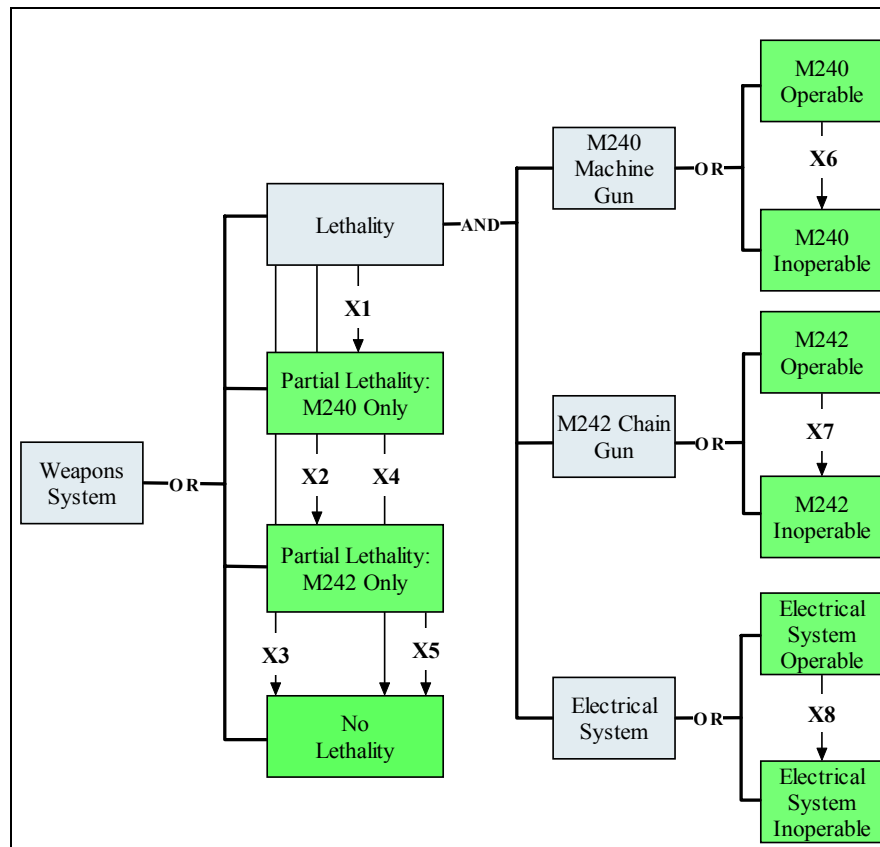 Weapons
System
OR
Lethality
X1
Partial Lethality:
M240 Only
X2
X4
Partial Lethality:
M242 Only
X3
X5
No
Lethality
AND
M240
Machine
Gun
OR
M240
Operable
X6
M240
Inoperable
M242 Chain
Gun
OR
M242
Operable
X7
M242
Inoperable
Electrical
System
OR
Electrical
System
Operable
X8
Electrical
System
Inoperable